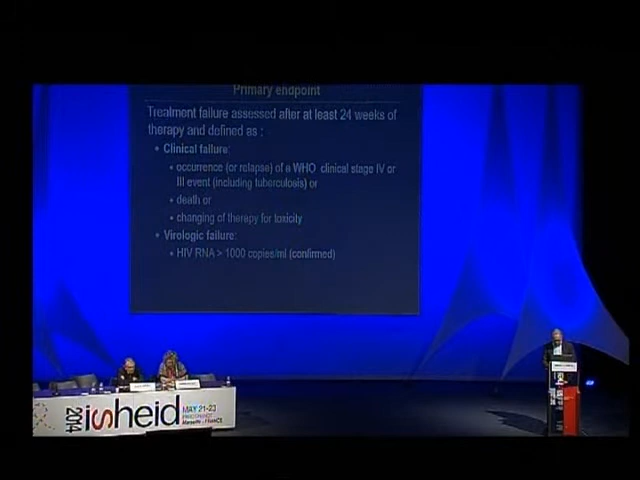 Primary endpoint
Treatment failure assessed after at least 24 weeks of
therapy and defined as :
• Clinical failure:
• occurrence (or relapse) of a WHO clinical stage IV or
III event (including tuberculosis) or
• death or
• changing of therapy for toxicity
• Virologic failure:
• HIV RNA > 1000 copies/ml (confirmed)
2014
isheid
MAY 21-23
Marseille - FRANCE